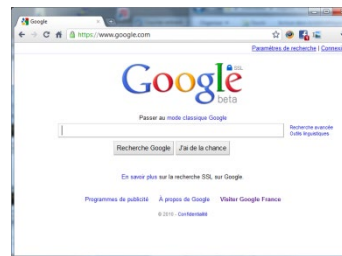 Google
https://www.google.com
Paramètres de recherche | Connexi
Google
SSL
beta
Passer au mode classique Google
Recherche avancée
Outils linguistiques
Recherche Google
J'ai de la chance
En savoir plus sur la recherche SSL sur Google
Programmes de publicité À propos de Google Visiter Google France
© 2010 - Confidentialité